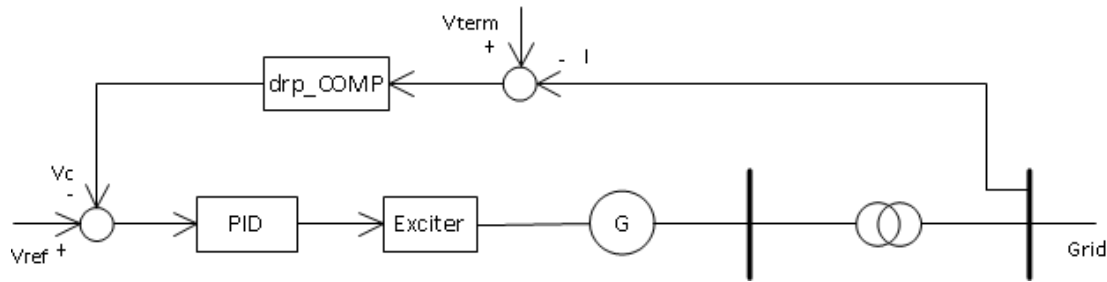 Vterm
+
- I
drp_COMP
Vc
-
PID
Exciter
G
Vref +
Grid